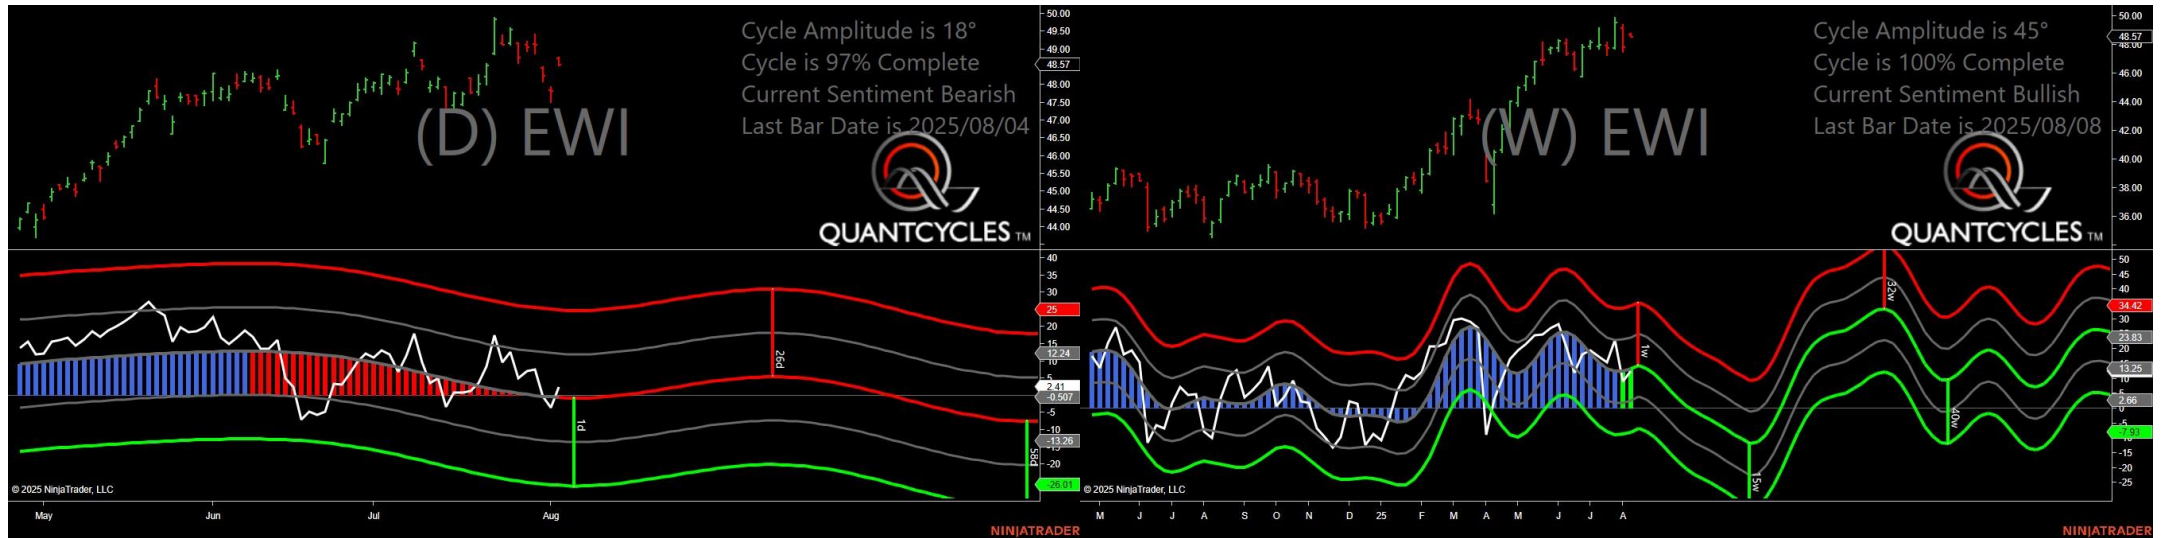 Cycle Amplitude is 18°
Cycle is 97% Complete
Current Sentiment Bearish
Last Bar Date is 2025/08/04
(D) EWI
QUANTCYCLES TM
50.00
49.50
49.00
48.57
48.00
47.50
47.00
46.50
46.00
45.50
45.00
44.50
44.00
40
35
30
25
20
15
12.24
5
2.41
-0.507
-5
-10
-13.26
-20
-26.01
1d
26d
58d
© 2025 NinjaTrader, LLC
May
Jun
Jul
Aug
NINJATRADER
Cycle Amplitude is 45°
Cycle is 100% Complete
Current Sentiment Bullish
Last Bar Date is 2025/08/08
(W) EWI
QUANTCYCLES TM
50.00
48.57
48.00
46.00
44.00
42.00
40.00
38.00
36.00
50
45
40
34.42
30
23.83
20
13.25
10
2.66
0
-7.93
-15
-20
-25
1w
15w
32w
40w
© 2025 NinjaTrader, LLC
M J J A S O N D 25 F M A M J J A
NINJATRADER